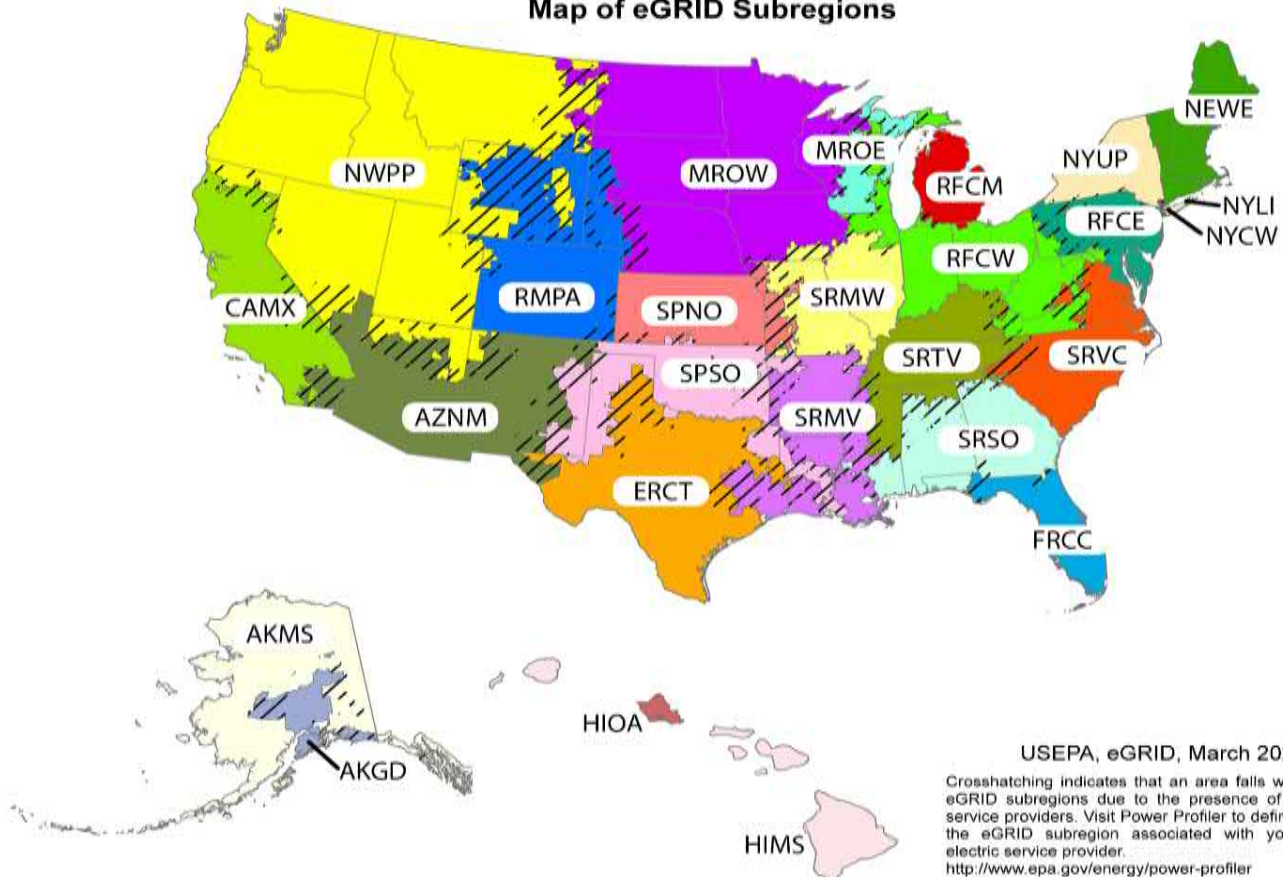 Map of eGRID Subregions
NEWE
MROE
NYUP
NWPP
MROW
RFCM
NYLI
RFCE
NYCW
RFCW
RMPA
SRMW
CAMX
SPNO
SRTV
SRVC
SPSO
AZNM
SRMV
SRSO
ERCT
FRCC
AKMS
HIOA
AKGD
HIMS
USEPA, eGRID, March
Crosshatching indicates that an area falls
eGRID subregions due to the presence of
service providers. Visit Power Profiler to
the eGRID subregion associated with
electric service provider.
http://www.epa.gov/energy/power-profiler